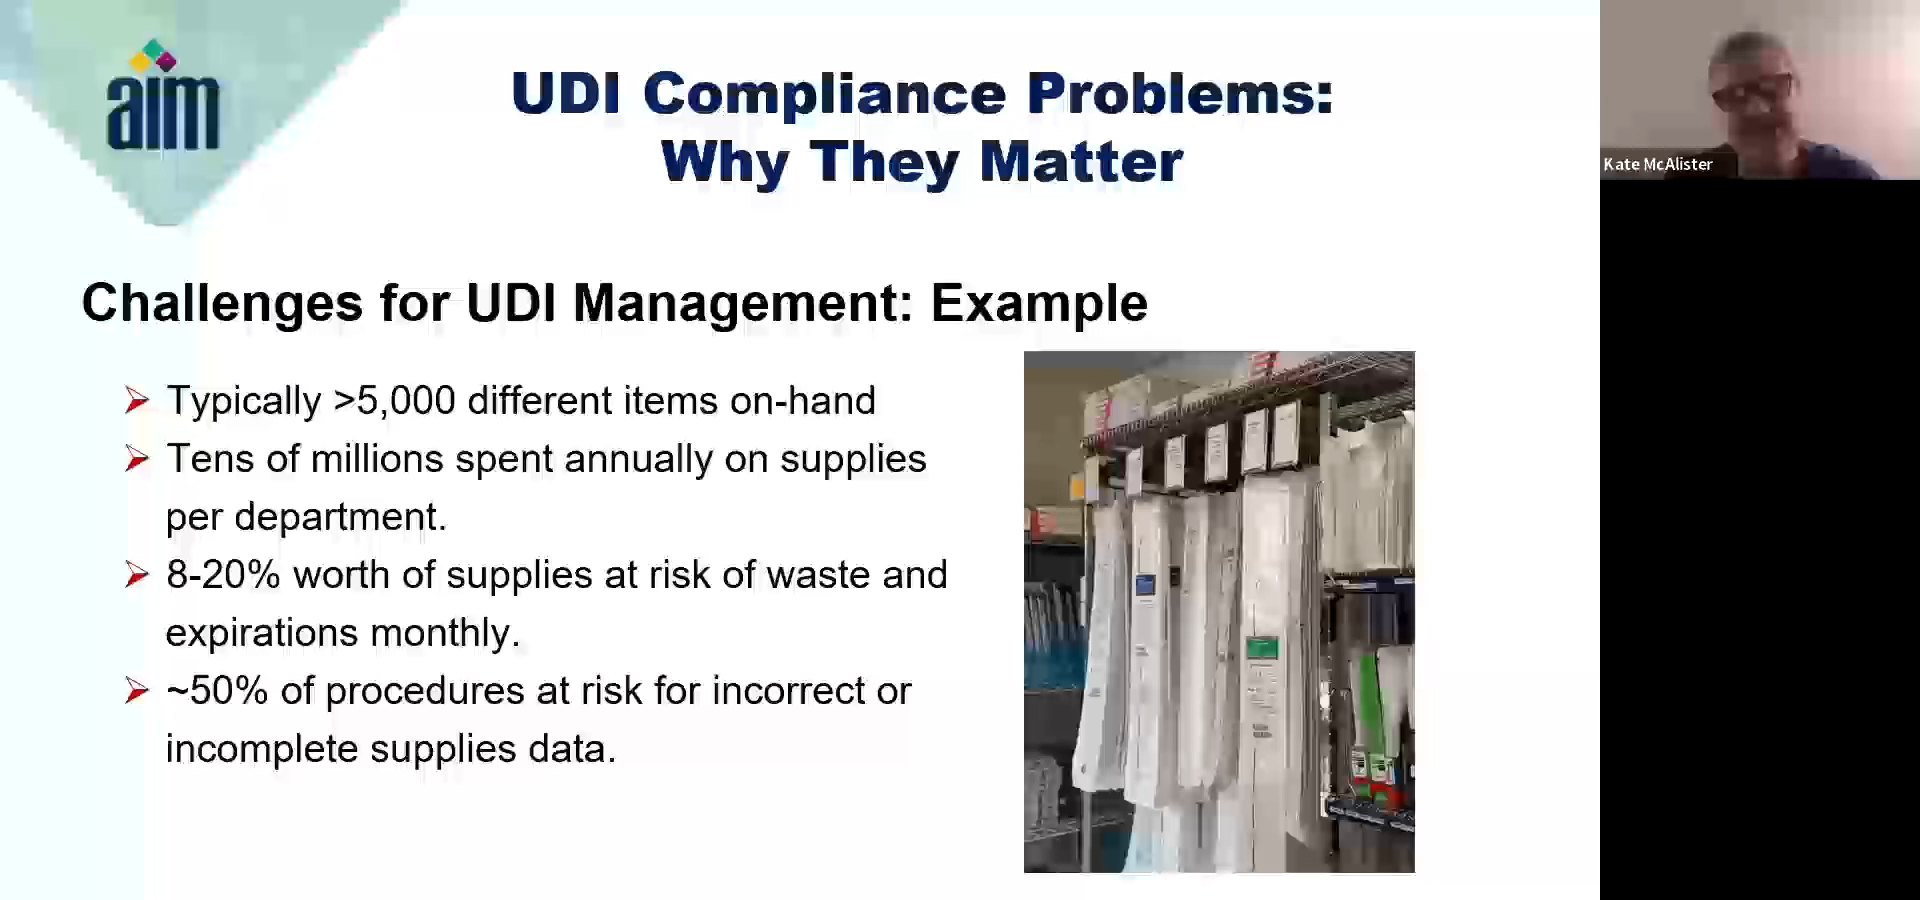 aim
UDI Compliance Problems:
Why They Matter
Kate McAlister
Challenges for UDI Management: Example
Typically >5,000 different items on-hand
Tens of millions spent annually on supplies
per department.
8-20% worth of supplies at risk of waste and
expirations monthly.
~50% of procedures at risk for incorrect or
incomplete supplies data.